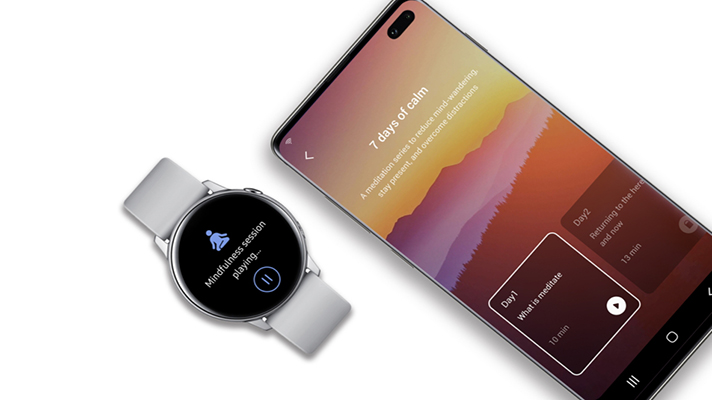 Mindfulness session
playing...
7 days of calm
A meditation series to reduce mind-wandering,
stay present, and overcome distractions
Day1
What is meditate
10 min
Day2
Returning to the here
and now
13 min